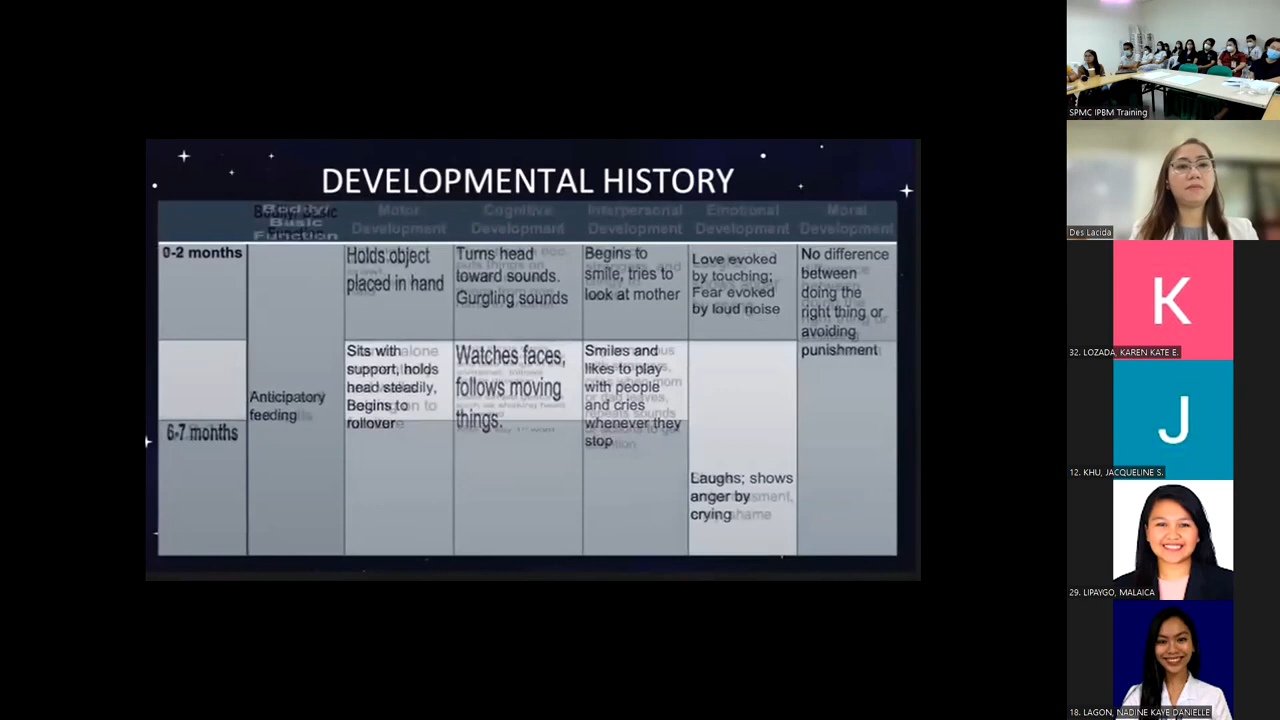 DEVELOPMENTAL HISTORY
Bodily/ Basic
Function
Motor
Development
Cognitive
Development
Interpersonal
Development
Emotional
Development
Moral
Development
0-2 months
Holds object
placed in hand
Turns head
toward sounds.
Gurgling sounds
Begins to
smile, tries to
look at mother
Love evoked
by touching;
Fear evoked
by loud noise
No difference
between
doing the
right thing or
avoiding
punishment
Anticipatory
feeding
Sits with
support, holds
head steadily,
Begins to
rollover
Watches faces,
follows moving
things.
Smiles and
likes to play
with people
and cries
whenever they
stop
6-7 months
Laughs; shows
anger by
crying
SPMC IPBM Training
Des Lacida
K
32. LOZADA, KAREN KATE E.
J
12. KHU, JACQUELINE S.
29. LIPAYGO, MALAICA
18. LAGON, NADINE KAYE DANIELLE